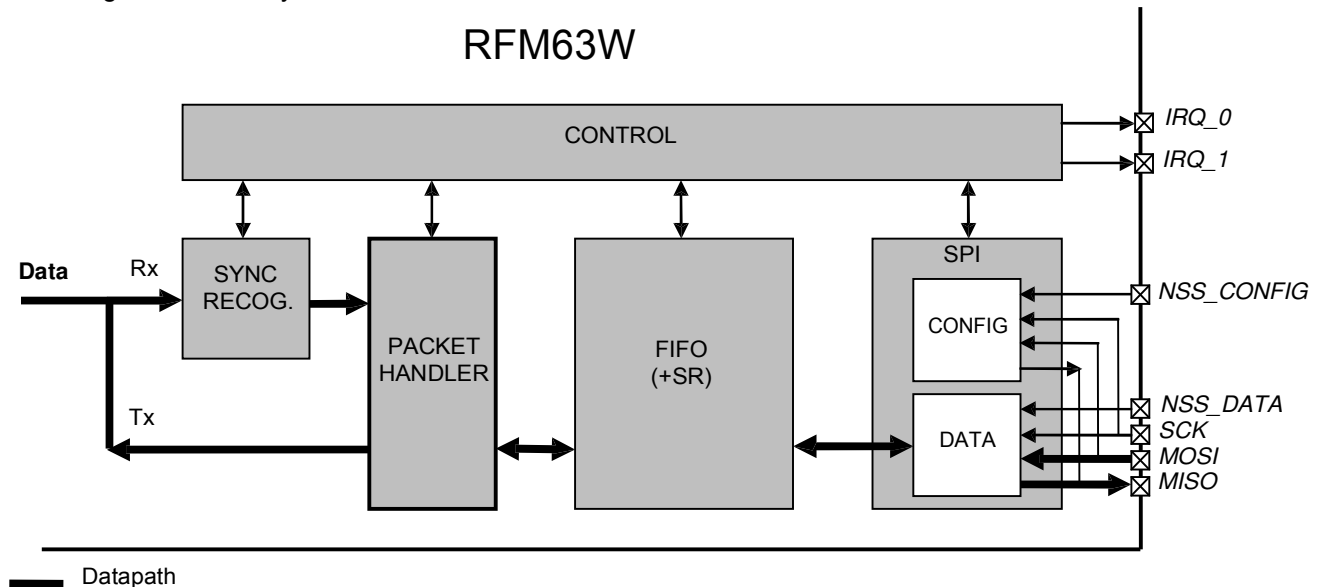 RFM63W
CONTROL
IRQ_0
IRQ_1
Data
Rx
SYNC
RECOG.
Tx
PACKET
HANDLER
FIFO
(+SR)
SPI
CONFIG
DATA
NSS_CONFIG
NSS_DATA
SCK
MOSI
MISO
Datapath